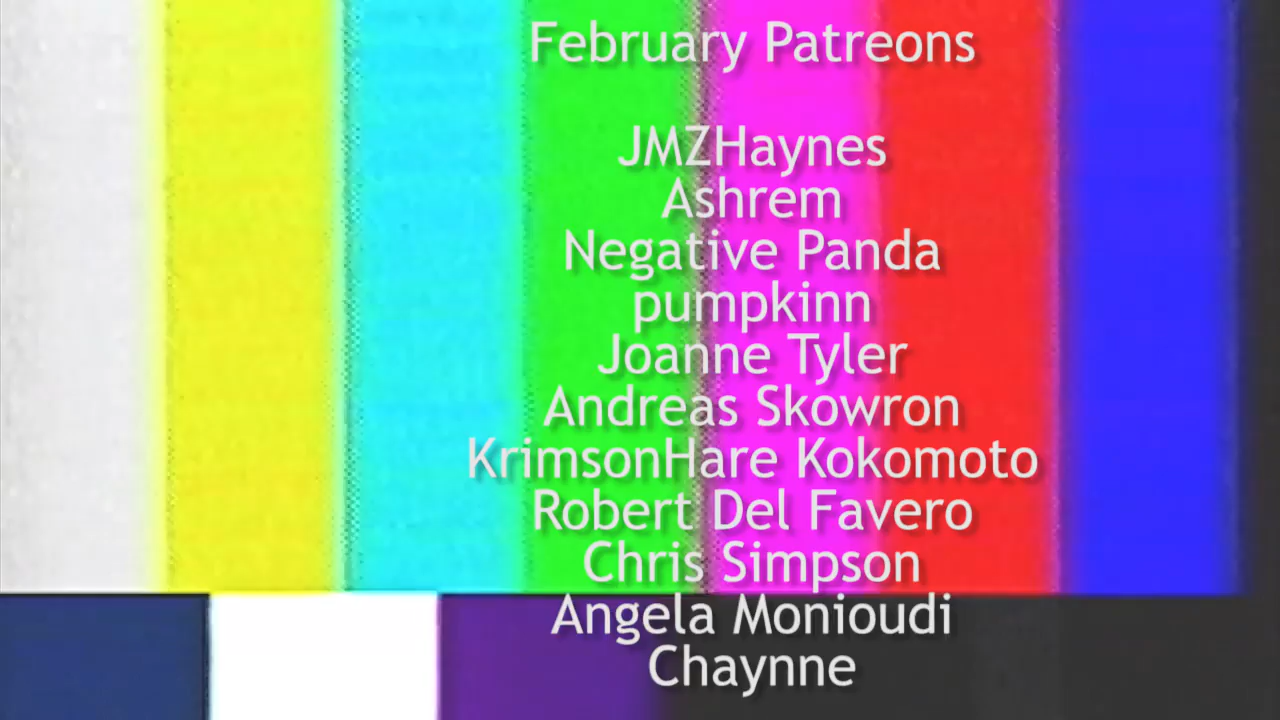 February Patreons
JMZHaynes
Ashrem
Negative Panda
pumpkinn
Joanne Tyler
Andreas Skowron
KrimsonHare Kokomoto
Robert Del Favero
Chris Simpson
Angela Monioudi
Chaynne